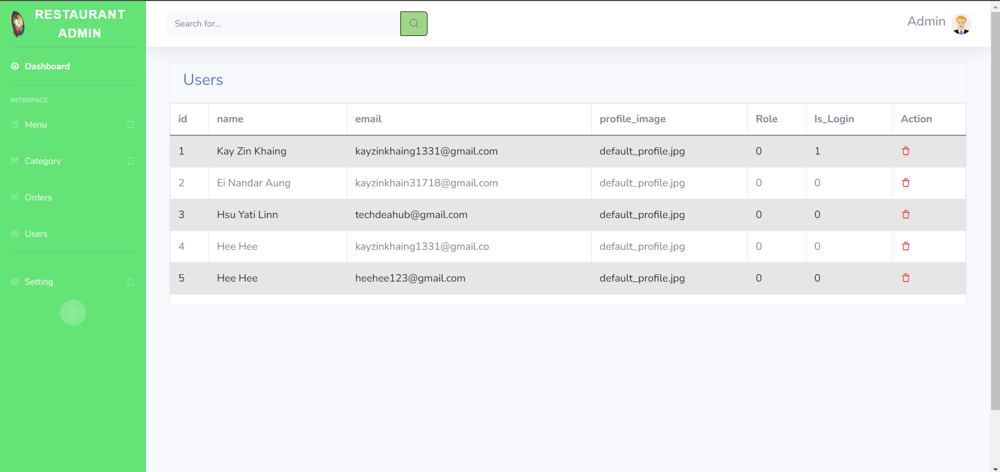 RESTAURANT
ADMIN
Dashboard
INTERFACE
Menu
Category
Orders
Users
Setting
Search for...
Admin
Users
id name email profile_image Role Is_Login Action
1 Kay Zin Khaing kayzinkhaing1331@gmail.com default_profile.jpg 0 1
2 Ei Nandar Aung kayzinkhain31718@gmail.com default_profile.jpg 0 0
3 Hsu Yati Linn techdeahub@gmail.com default_profile.jpg 0 0
4 Hee Hee kayzinkhaing1331@gmail.co default_profile.jpg 0 0
5 Hee Hee heehee123@gmail.com default_profile.jpg 0 0